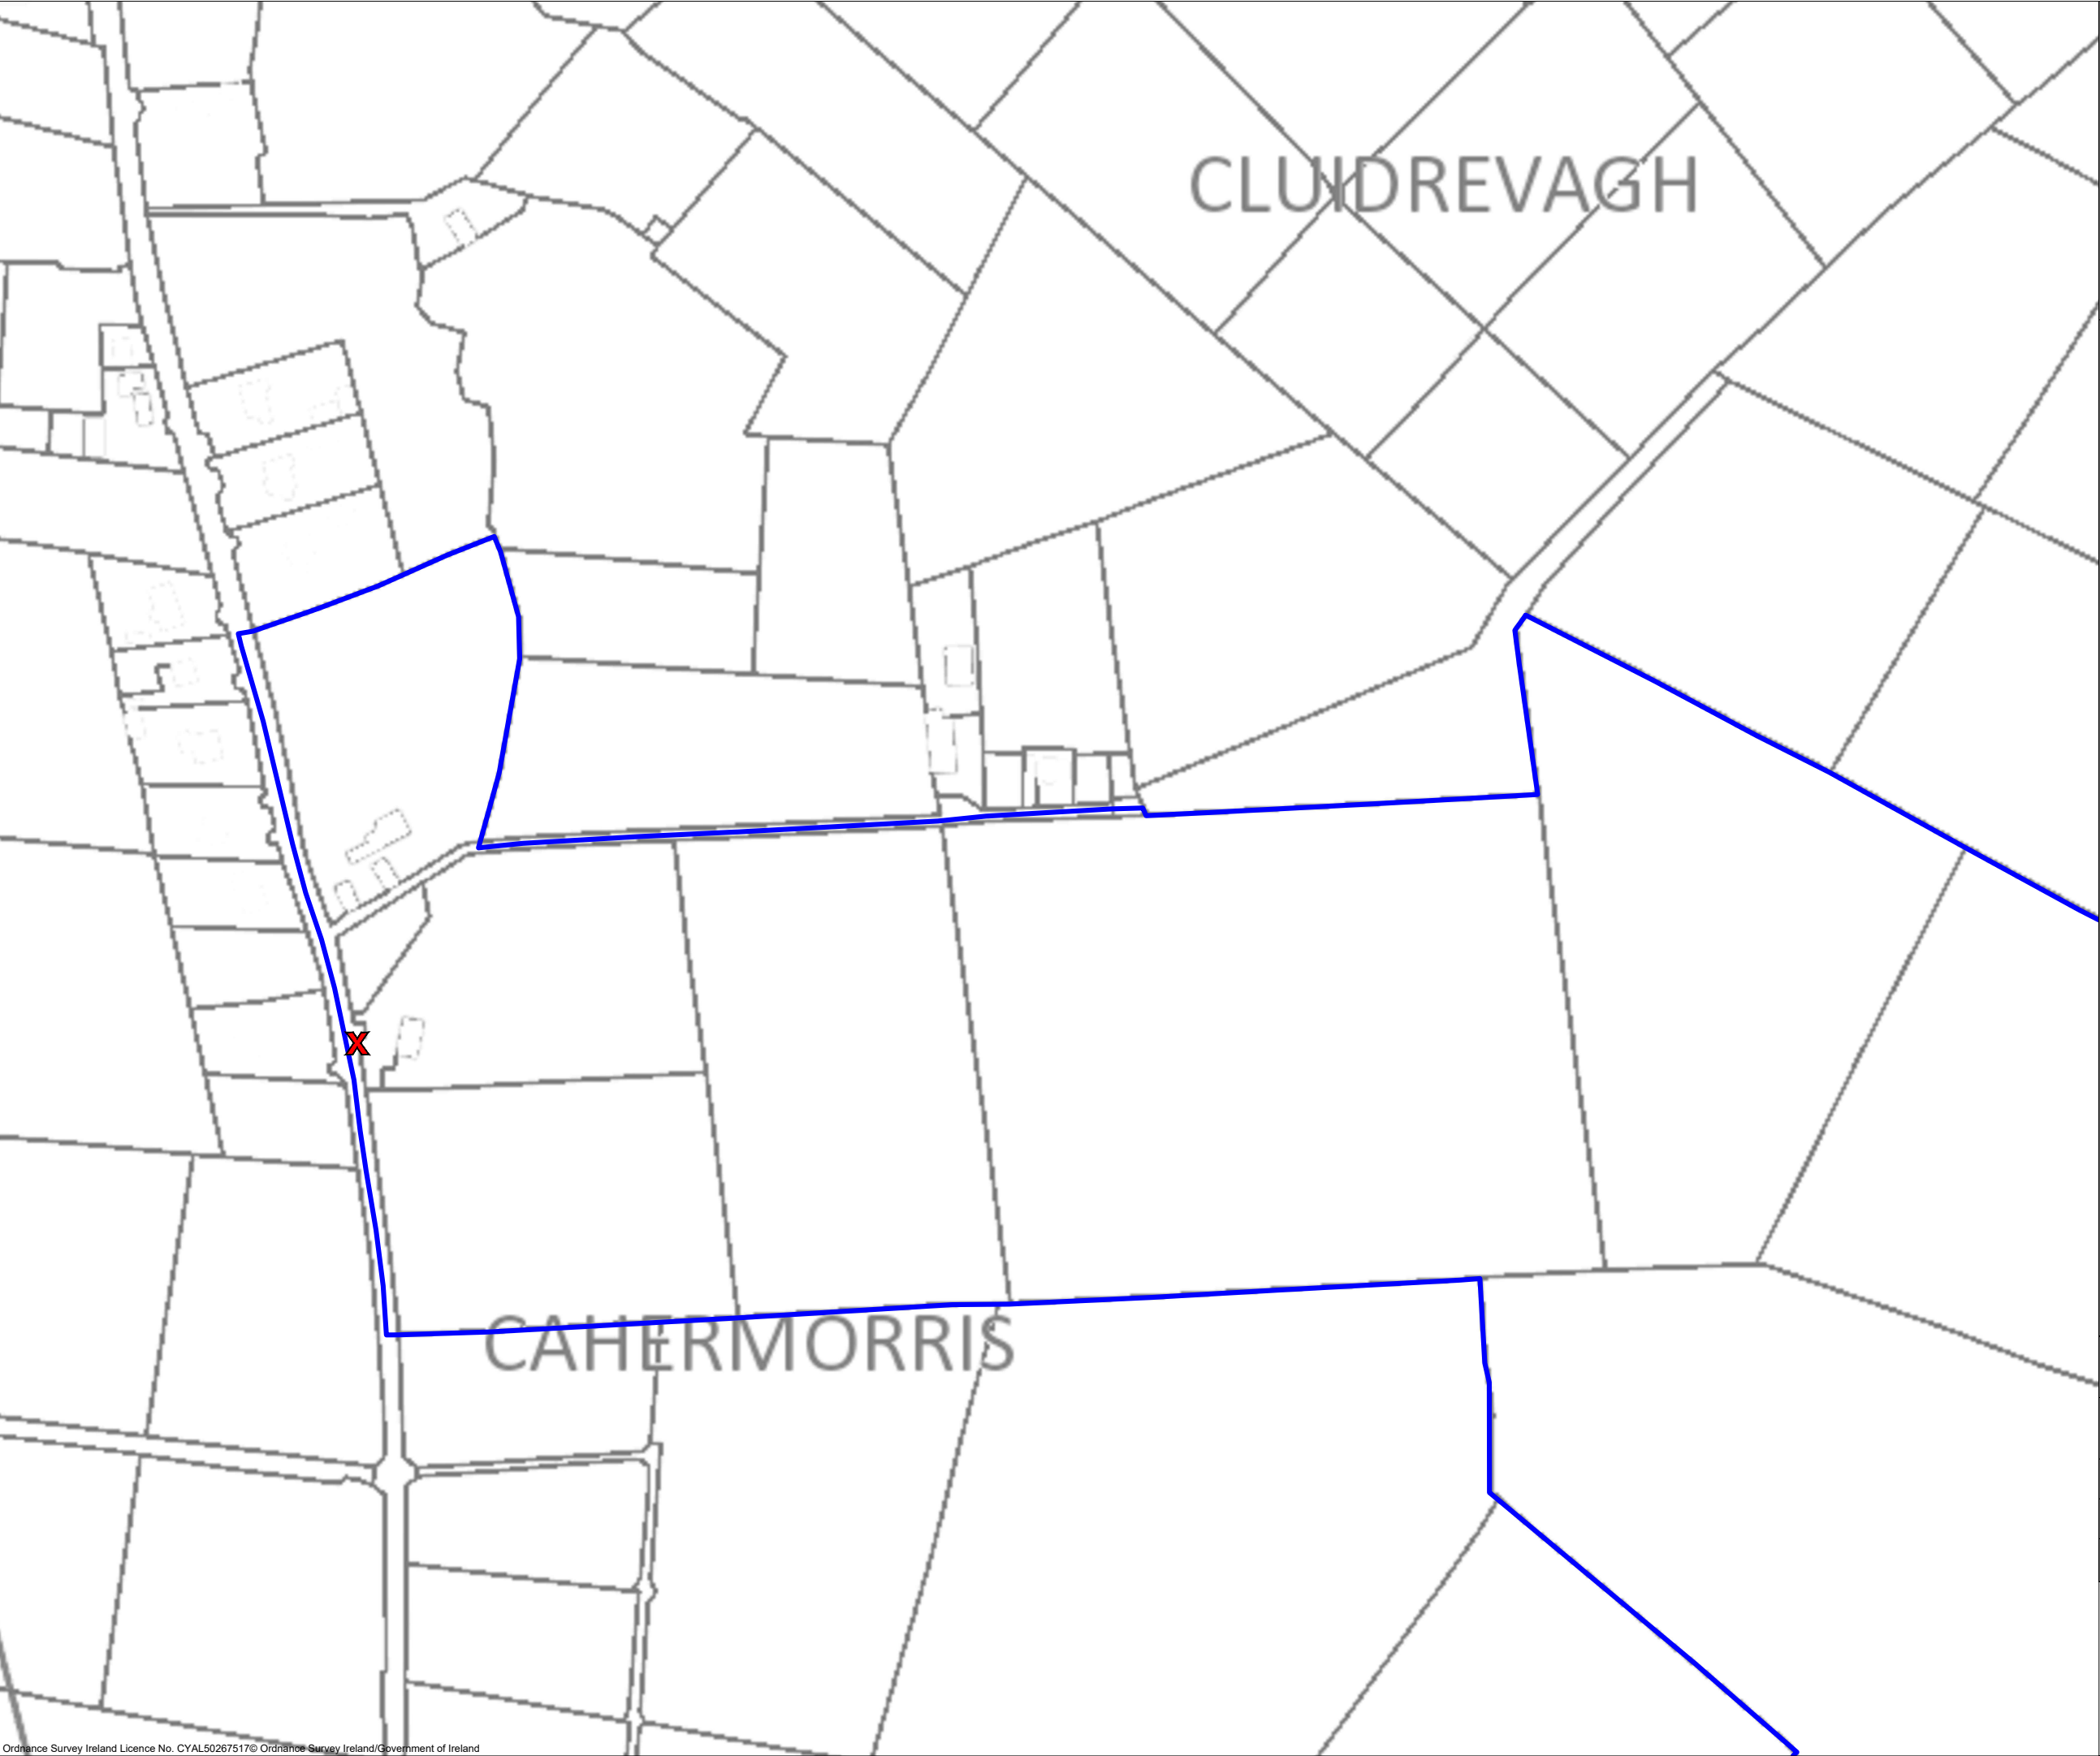 CLUIDREVAGH
X
CAHERMORRIS
Ordnance Survey Ireland Licence No. CYAL50267517© Ordnance Survey Ireland/Government of Ireland